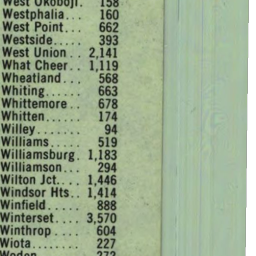 West Okoboji. 158
Westphalia... 160
West Point... 662
Westside..... 393
West Union.. 2,141
What Cheer.. 1,119
Wheatland... 568
Whiting...... 663
Whittemore.. 678
Whitten...... 174
Willey....... 94
Williams..... 519
Williamsburg. 1,183
Williamson... 294
Wilton Jct.... 1,446
Windsor Hts.. 1,414
Winfield..... 888
Winterset.... 3,570
Winthrop.... 604
Wiota........ 227
Woden 273